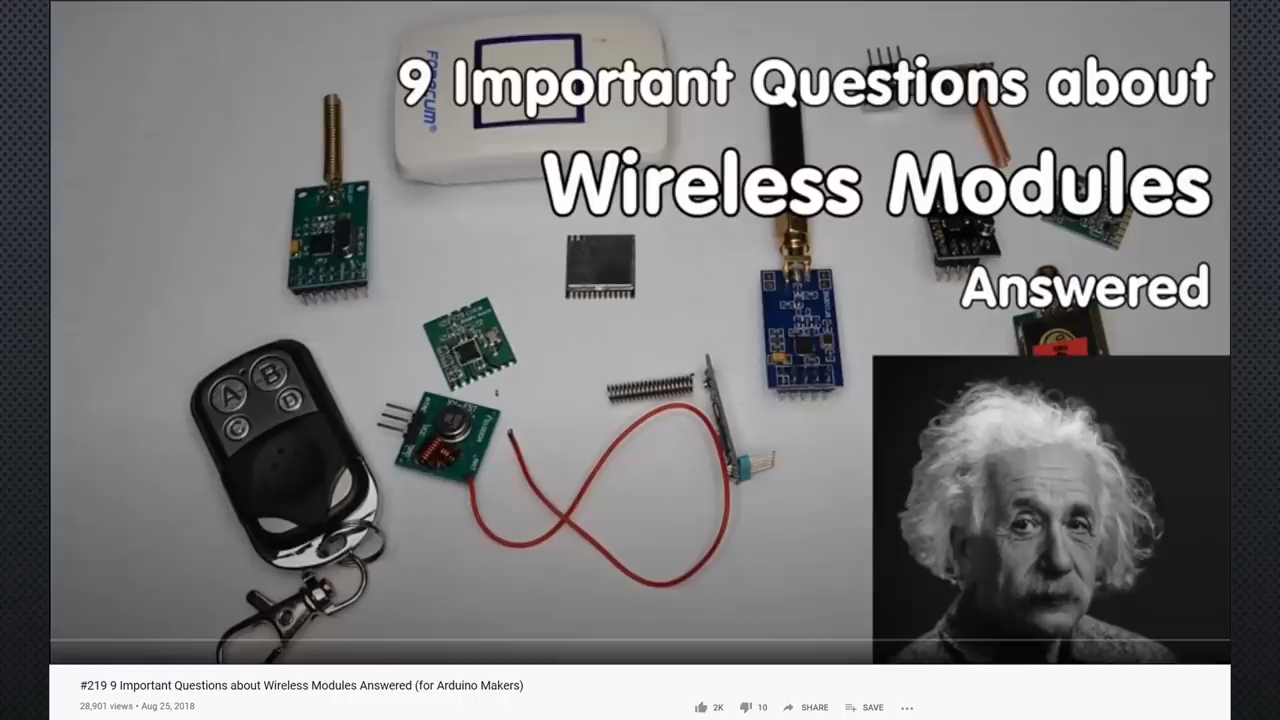 9 Important Questions about
Wireless Modules
Answered
FORECUM®
A
B
C
D
#219 9 Important Questions about Wireless Modules Answered (for Arduino Makers)
28,901 views • Aug 25, 2018
2K
10
SHARE
SAVE